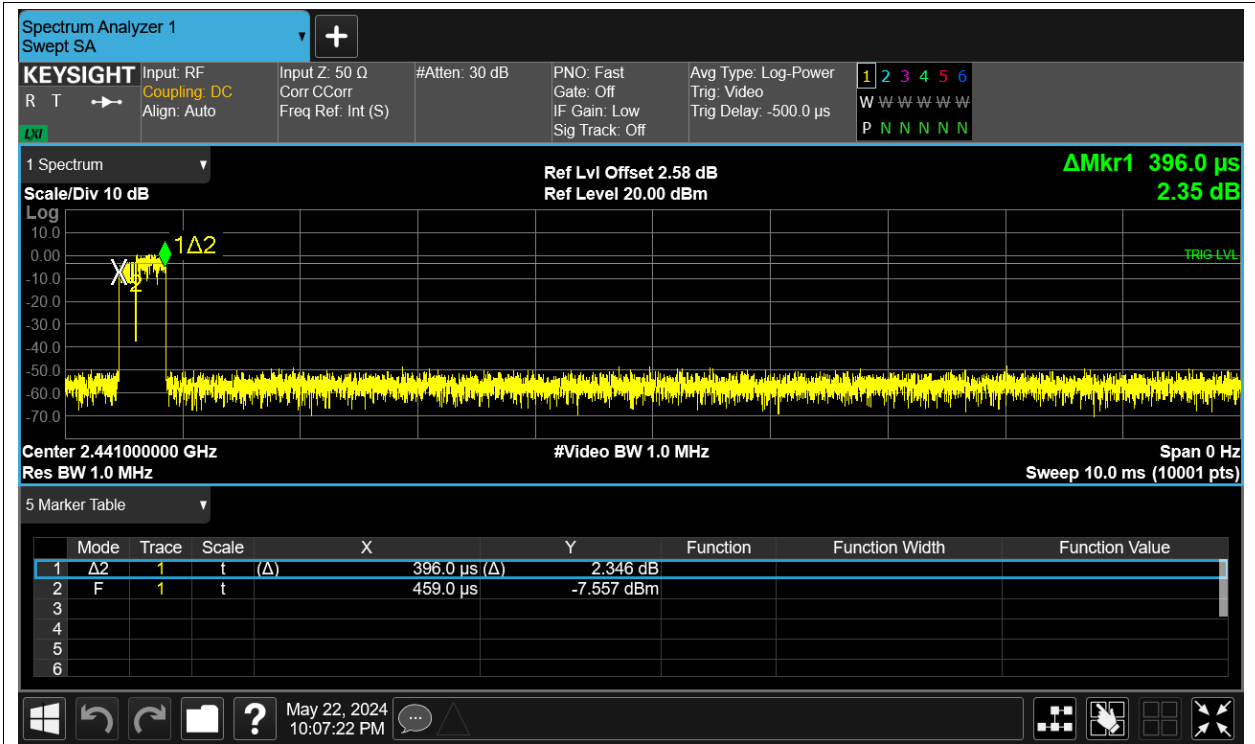 Spectrum Analyzer 1
Swept SA
KEYSIGHT
R T
LXI
Input: RF
Coupling: DC
Align: Auto
Input Z: 50 Ω
Corr CCorr
Freq Ref: Int (S)
#Atten: 30 dB
PNO: Fast
Gate: Off
IF Gain: Low
Sig Track: Off
Avg Type: Log-Power
Trig: Video
Trig Delay: -500.0 µs
1 2 3 4 5 6
W W W W W W
P N N N N N
1 Spectrum
Scale/Div 10 dB
Ref Lvl Offset 2.58 dB
Ref Level 20.00 dBm
ΔMkr1 396.0 µs
2.35 dB
Log
10.0
0.00
-10.0
-20.0
-30.0
-40.0
-50.0
-60.0
-70.0
1Δ2
X2
TRIG LVL
Center 2.441000000 GHz
#Video BW 1.0 MHz
Span 0 Hz
Res BW 1.0 MHz
Sweep 10.0 ms (10001 pts)
5 Marker Table
Mode Trace Scale X Y Function Function Width Function Value
1 Δ2 1 t (Δ) 396.0 µs (Δ) 2.346 dB
2 F 1 t 459.0 µs -7.557 dBm
3
4
5
6
?
May 22, 2024
10:07:22 PM